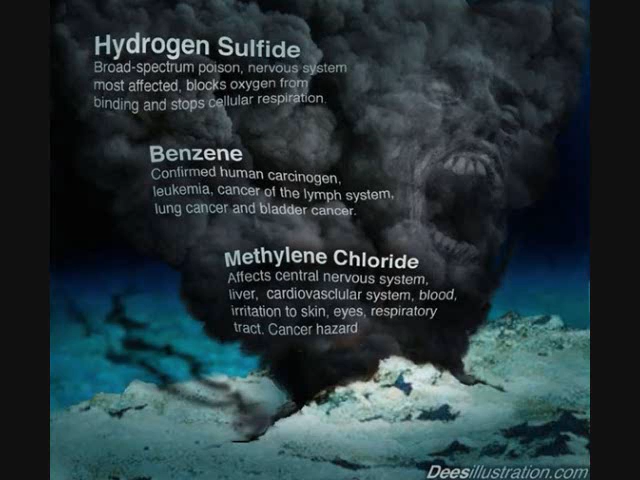 Hydrogen Sulfide
Broad-spectrum poison, nervous system
most affected, blocks oxygen from
binding and stops cellular respiration.
Benzene
Confirmed human carcinogen,
leukemia, cancer of the lymph system,
lung cancer and bladder cancer.
Methylene Chloride
Affects central nervous system,
liver, cardiovasclular system, blood,
irritation to skin, eyes, respiratory
tract. Cancer hazard
Deesillustration.com